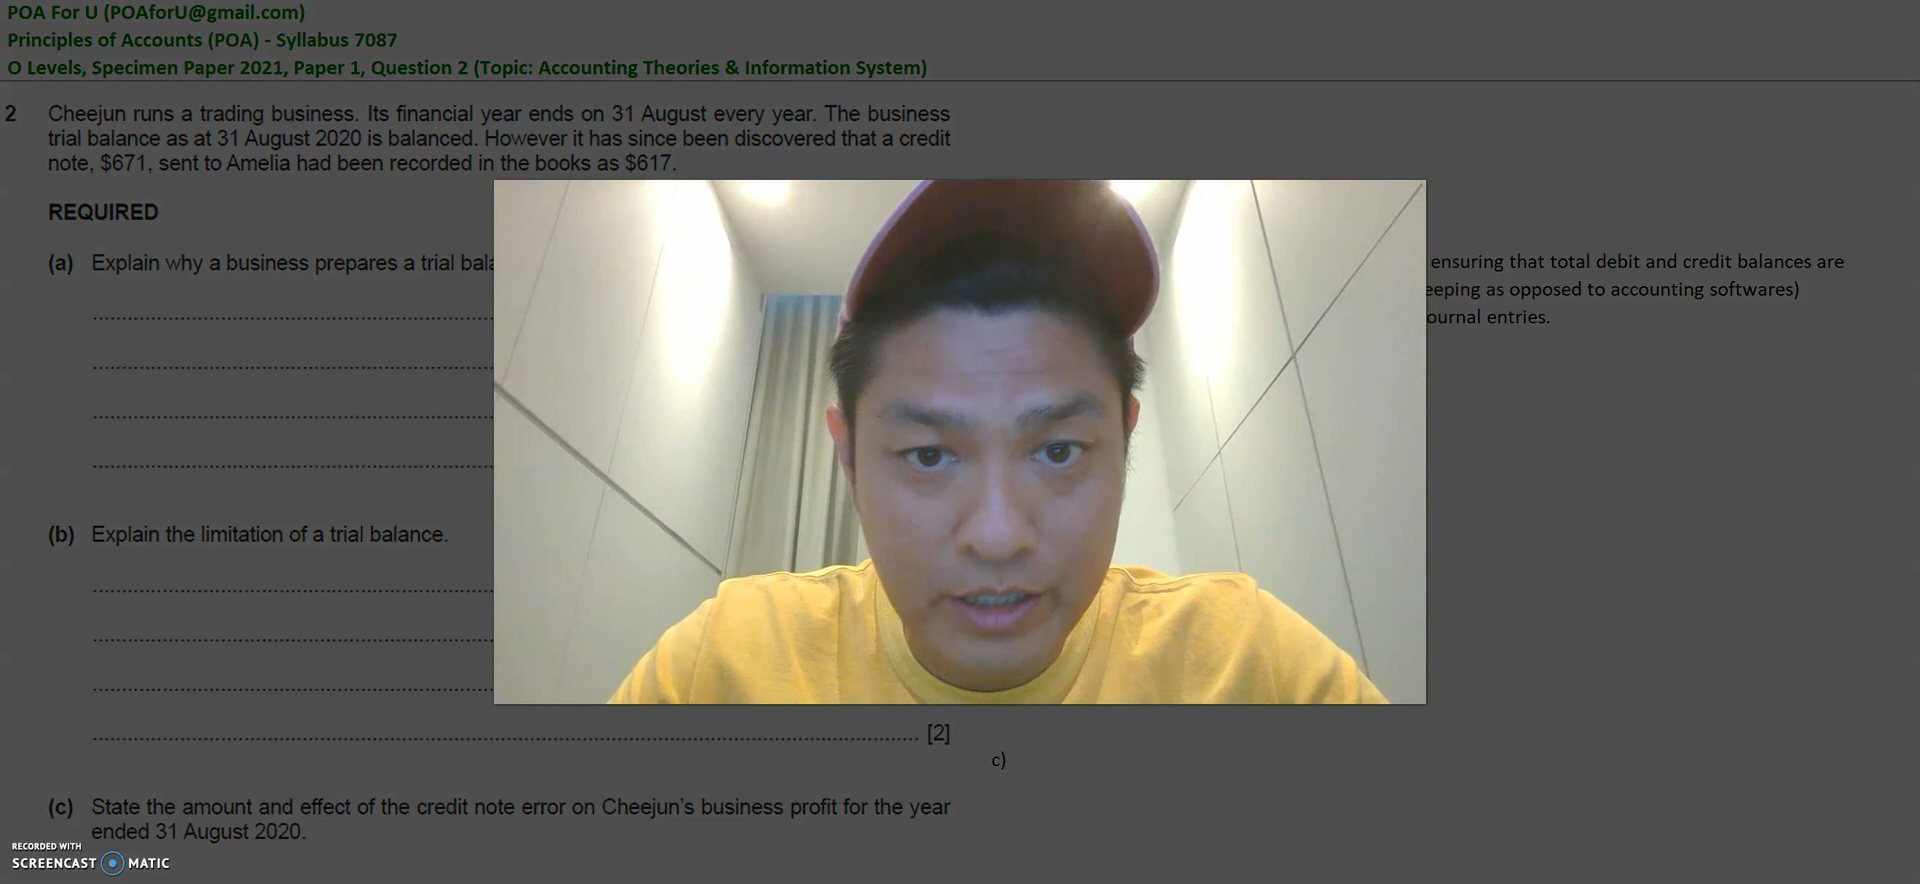 POA For U (POAforU@gmail.com)
Principles of Accounts (POA) - Syllabus 7087
O Levels, Specimen Paper 2021, Paper 1, Question 2 (Topic: Accounting Theories & Information System)
2 Cheejun runs a trading business. Its financial year ends on 31 August every year. The business
trial balance as at 31 August 2020 is balanced. However it has since been discovered that a credit
note, $671, sent to Amelia had been recorded in the books as $617.
REQUIRED
(a) Explain why a business prepares a trial
ensuring that total debit and credit balances are
as opposed to accounting softwares)
entries.
(b) Explain the limitation of a trial balance.
[2]
c)
(c) State the amount and effect of the credit note error on Cheejun's business profit for the year
ended 31 August 2020.
RECORDED WITH
SCREENCAST MATIC